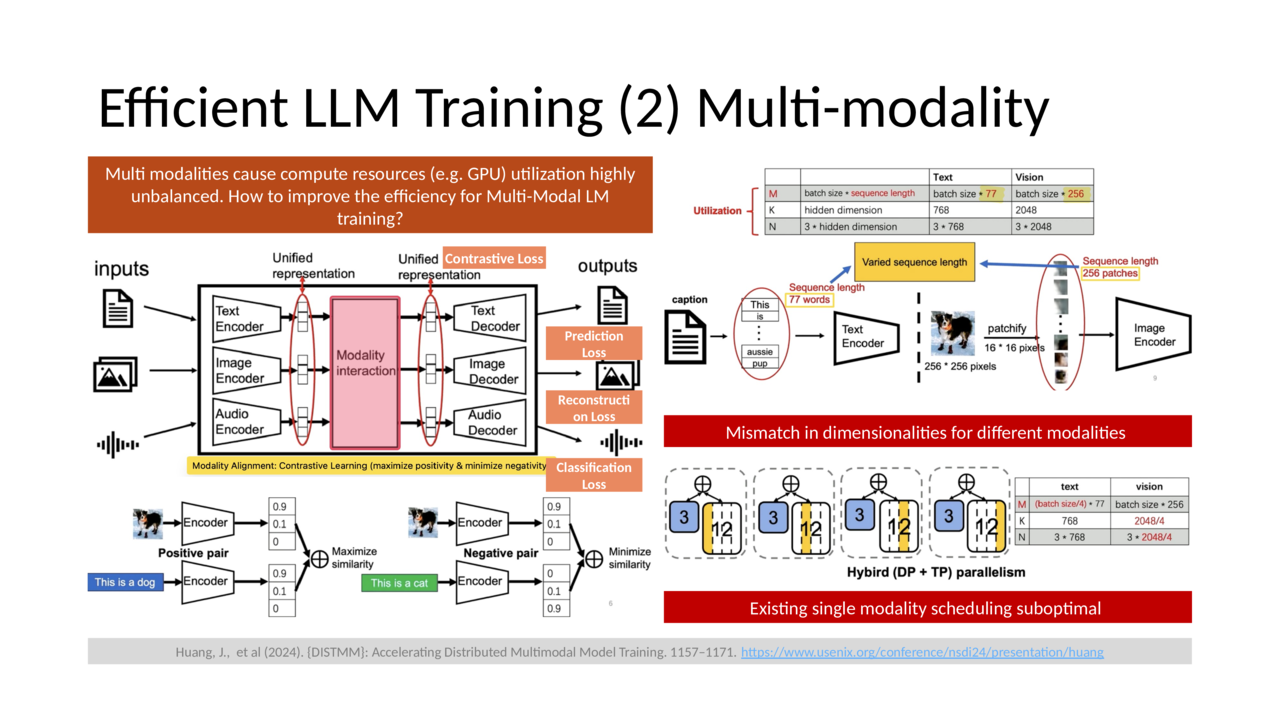 Efficient LLM Training (2) Multi-modality
Multi modalities cause compute resources (e.g. GPU) utilization highly
unbalanced. How to improve the efficiency for Multi-Modal LM
training?
inputs
Unified
representation
Unified
representation
Contrastive Loss
outputs
Text
Encoder
Text
Decoder
Image
Encoder
Modality
interaction
Image
Decoder
Audio
Encoder
Audio
Decoder
Prediction
Loss
Reconstructi
on Loss
Classification
Loss
Modality Alignment: Contrastive Learning (maximize positivity & minimize negativity
Encoder
0.9
0.1
0
Positive pair
Maximize
similarity
This is a dog
Encoder
0.9
0.1
0
Encoder
0.9
0.1
0
Negative pair
Minimize
similarity
This is a cat
Encoder
0
0.1
0.9
6
Text Vision
M batch size * sequence length batch size * 77 batch size * 256
Utilization
K hidden dimension 768 2048
N 3 * hidden dimension 3 * 768 3 * 2048
Varied sequence length
Sequence length
77 words
Sequence length
256 patches
caption
This
is
aussie
pup
Text
Encoder
256 * 256 pixels
patchify
16 * 16 pixels
Image
Encoder
9
Mismatch in dimensionalities for different modalities
3 12
3 12
3 12
3 12
text vision
M (batch size/4) * 77 batch size * 256
K 768 2048/4
N 3 * 768 3 * 2048/4
Hybird (DP + TP) parallelism
Existing single modality scheduling suboptimal
Huang, J., et al (2024). {DISTMM}: Accelerating Distributed Multimodal Model Training. 1157–1171. https://www.usenix.org/conference/nsdi24/presentation/huang